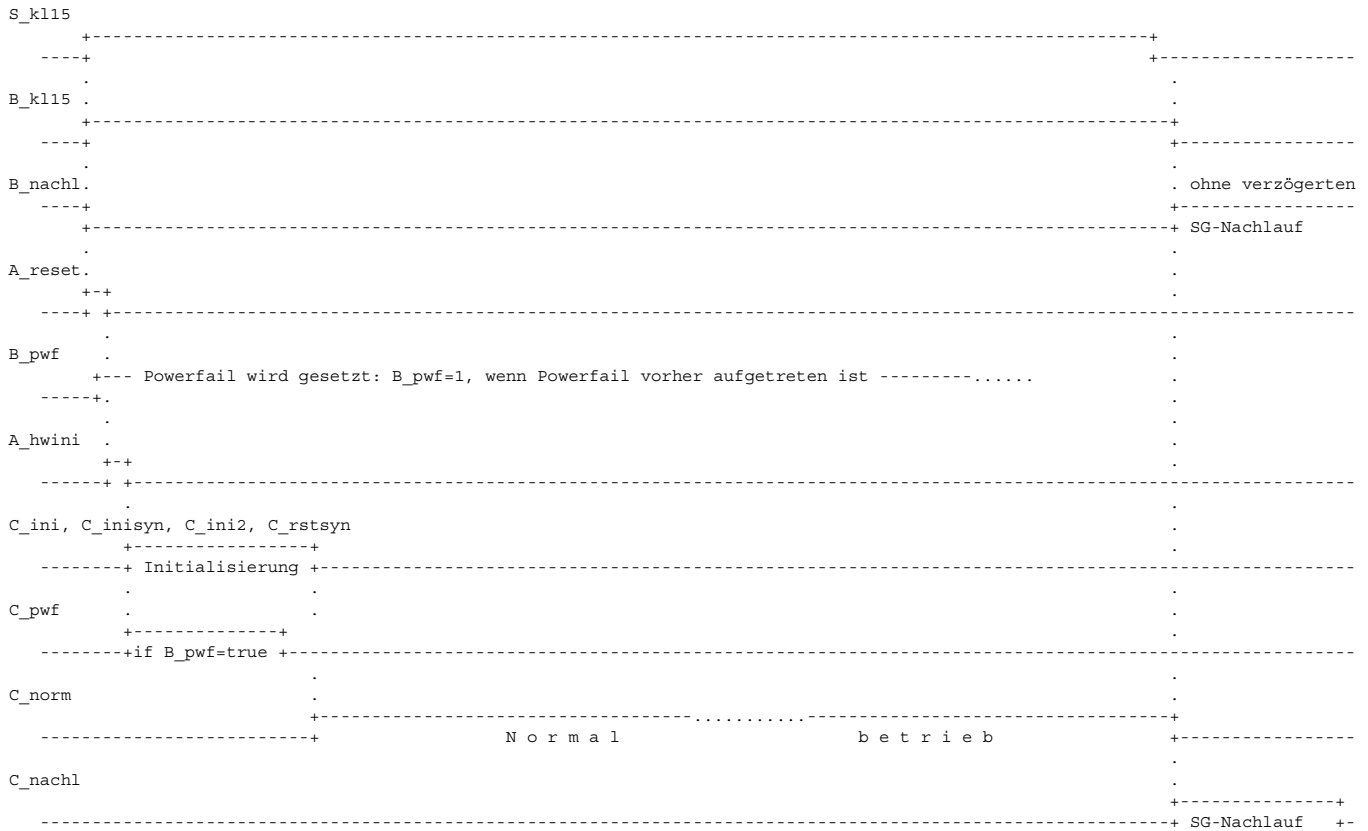 S_kl15
B_kl15
B_nachl
ohne verzögerten
SG-Nachlauf
A_reset
B_pwf
Powerfail wird gesetzt: B_pwf=1, wenn Powerfail vorher aufgetreten ist
A_hwini
C_ini, C_inisyn, C_ini2, C_rstsyn
Initialisierung
C_pwf
if B_pwf=true
C_norm
N o r m a l b e t r i e b
C_nachl
SG-Nachlauf